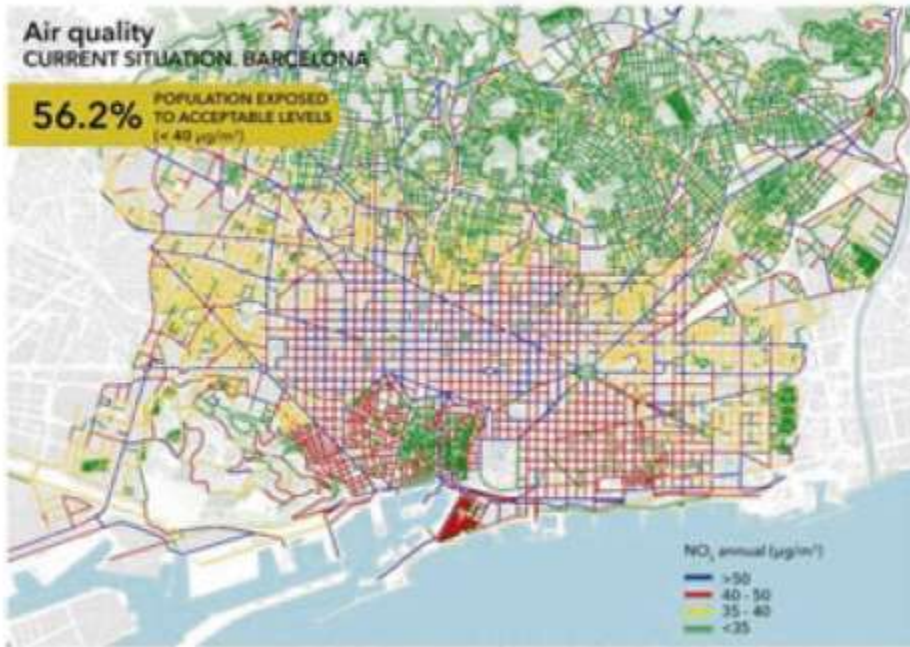 Air quality
CURRENT SITUATION. BARCELONA
56.2%
POPULATION EXPOSED
TO ACCEPTABLE LEVELS
(< 40 µg/m³)
NO₂ annual (µg/m³)
>50
40 - 50
35 - 40
<35